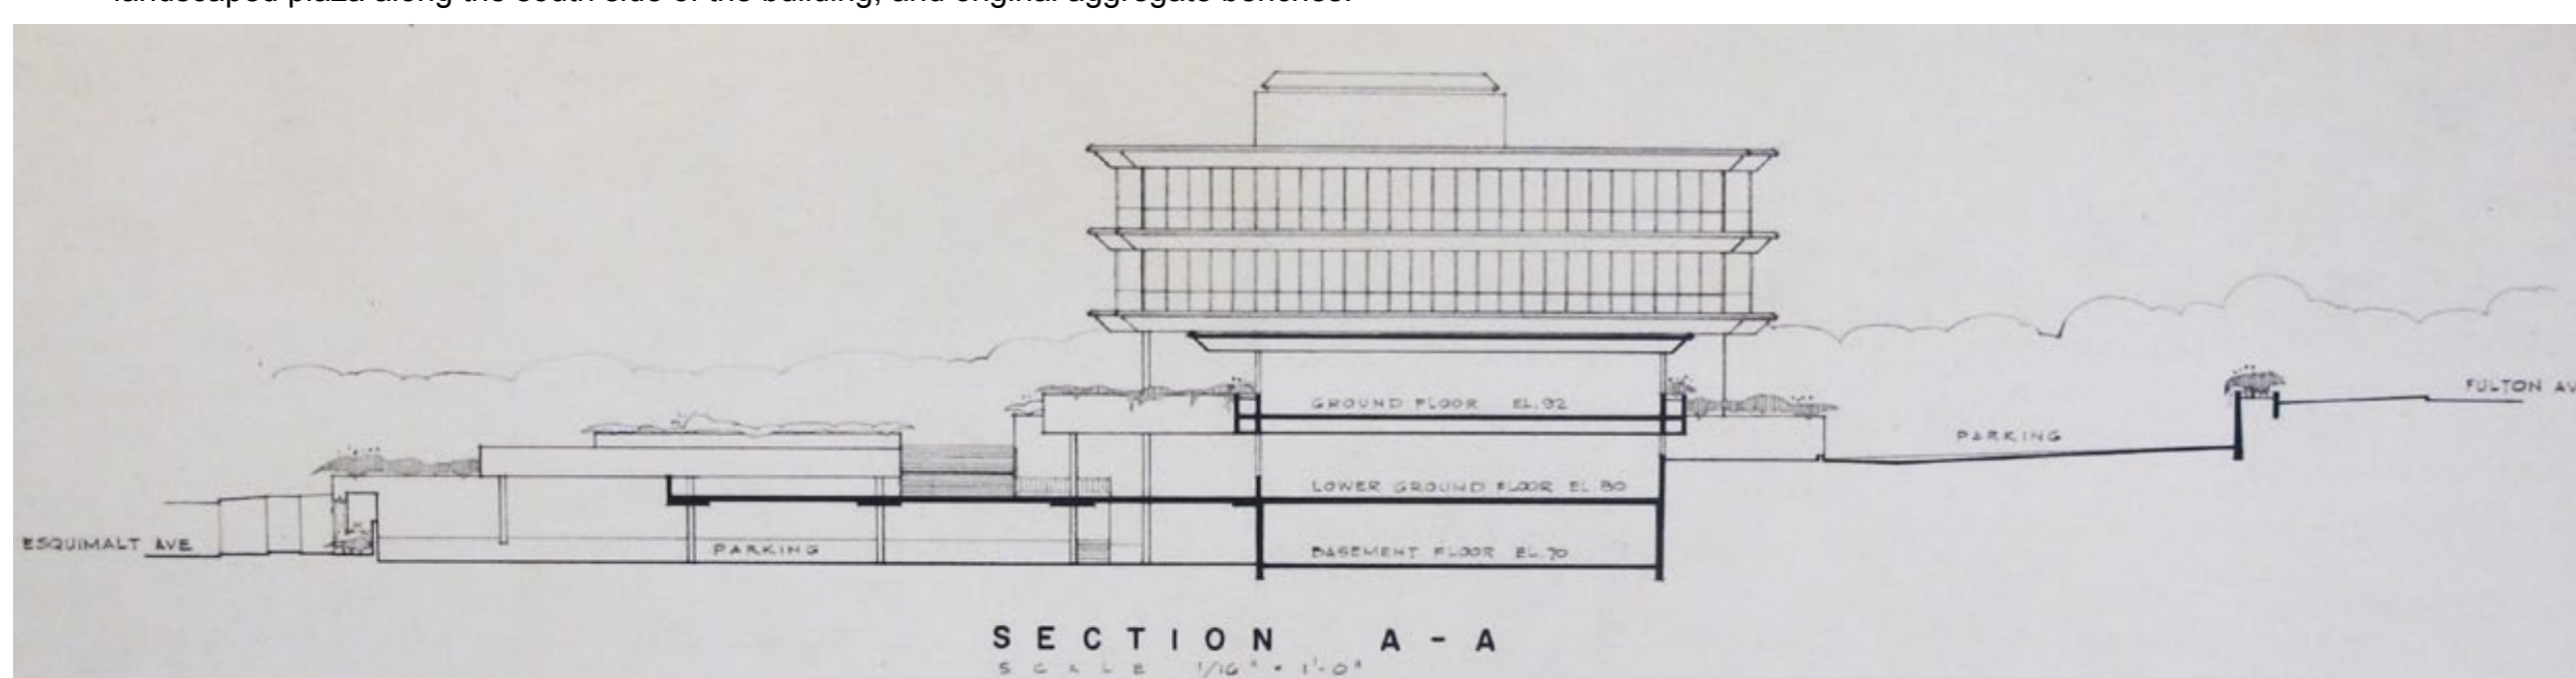 landscaped plaza along the south side of the building, and original aggregate benches.
GROUND FLOOR EL.92
FULTON AV
PARKING
LOWER GROUND FLOOR EL 80
ESQUIMALT AVE
PARKING
BASEMENT FLOOR EL.70
SECTION A-A
SCALE 1/16" = 1'-0"